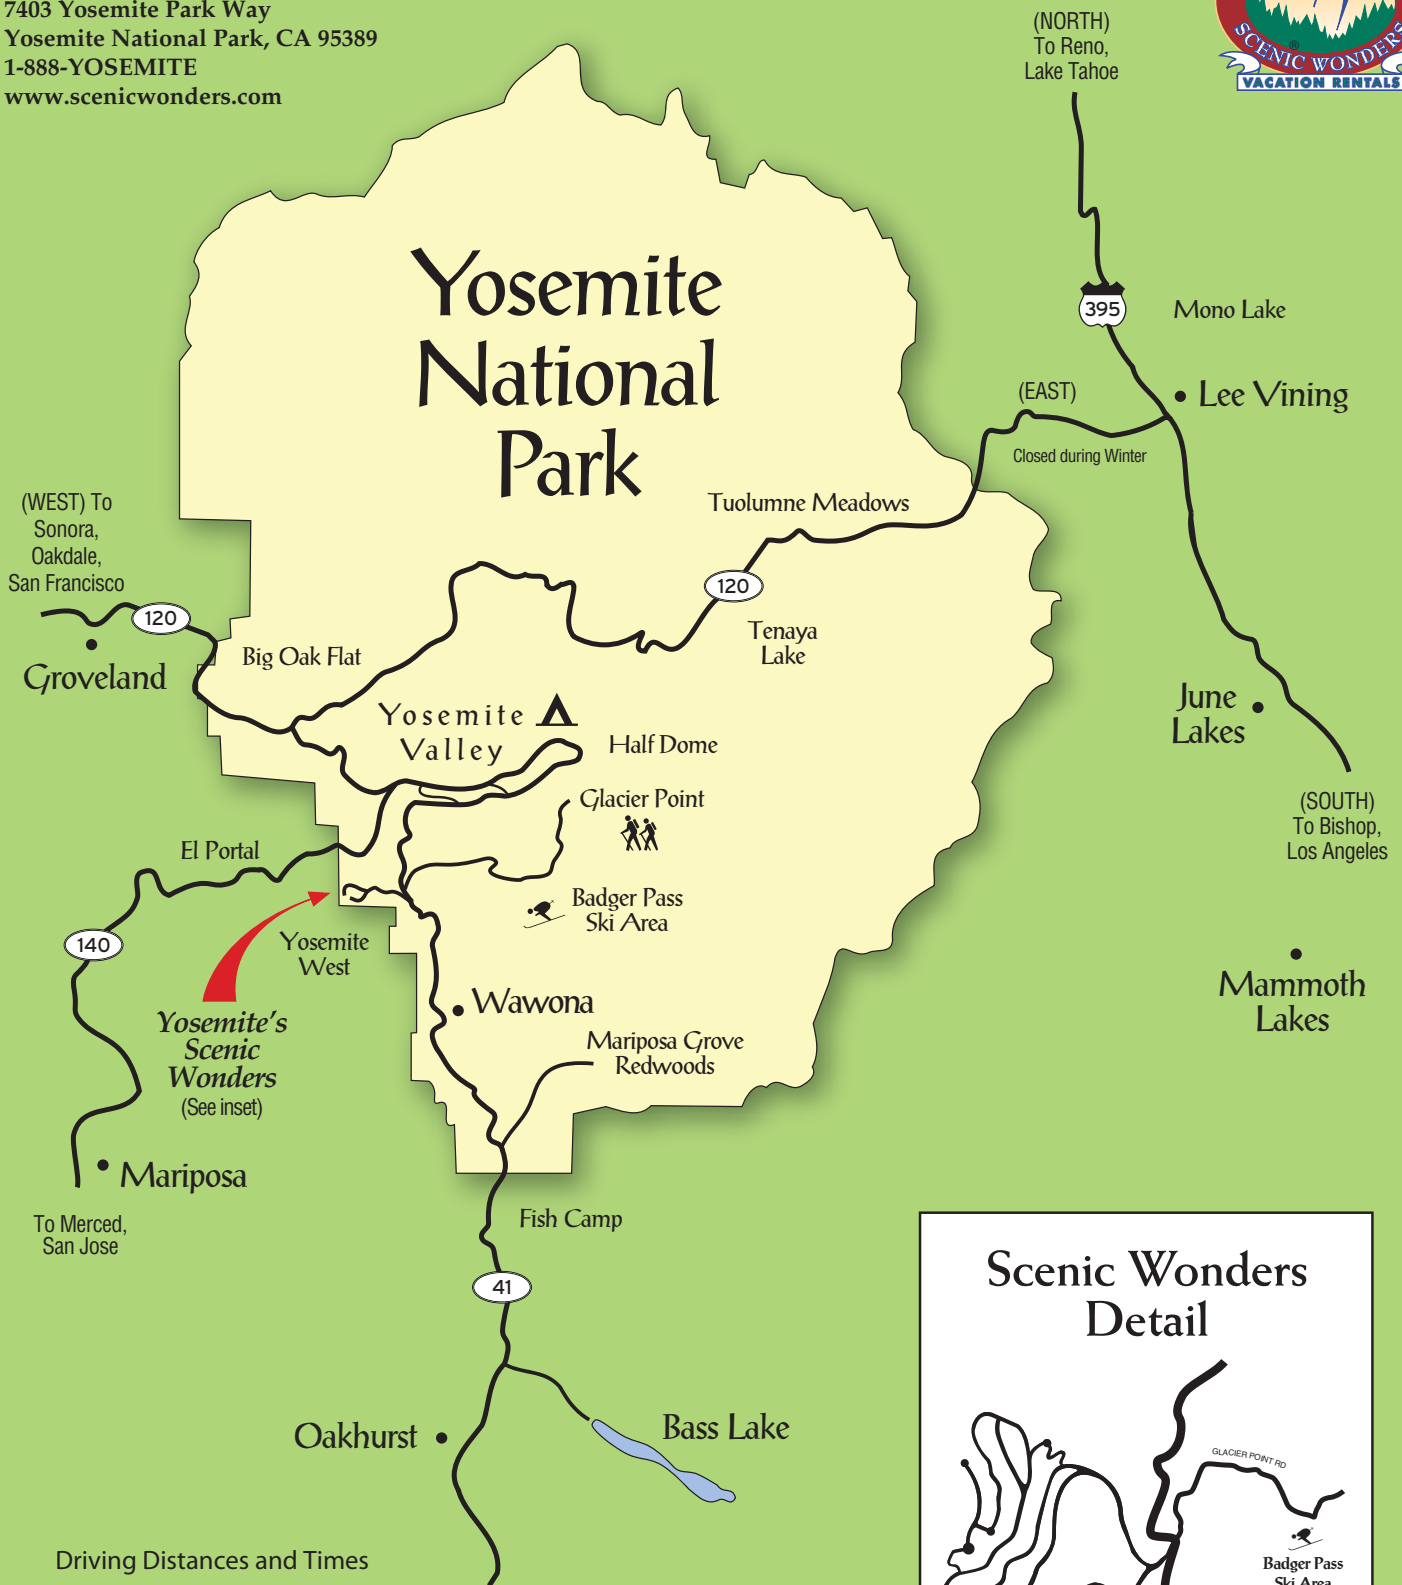 7403 Yosemite Park Way
Yosemite National Park, CA 95389
1-888-YOSEMITE
www.scenicwonders.com
(NORTH)
To Reno,
Lake Tahoe
SCENIC WONDERS
®
VACATION RENTALS
Yosemite
National
Park
395
Mono Lake
(EAST)
Lee Vining
Closed during Winter
(WEST) To
Sonora,
Oakdale,
San Francisco
Tuolumne Meadows
120
120
Groveland
Big Oak Flat
Tenaya
Lake
June
Lakes
Yosemite
Valley
Half Dome
Glacier Point
(SOUTH)
To Bishop,
Los Angeles
El Portal
Badger Pass
Ski Area
140
Yosemite
West
Mammoth
Lakes
Wawona
Yosemite's
Scenic
Wonders
(See inset)
Mariposa Grove
Redwoods
Mariposa
To Merced,
San Jose
Fish Camp
41
Oakhurst
Bass Lake
Scenic Wonders
Detail
GLACIER POINT RD
Badger Pass
Ski Area
Driving Distances and Times